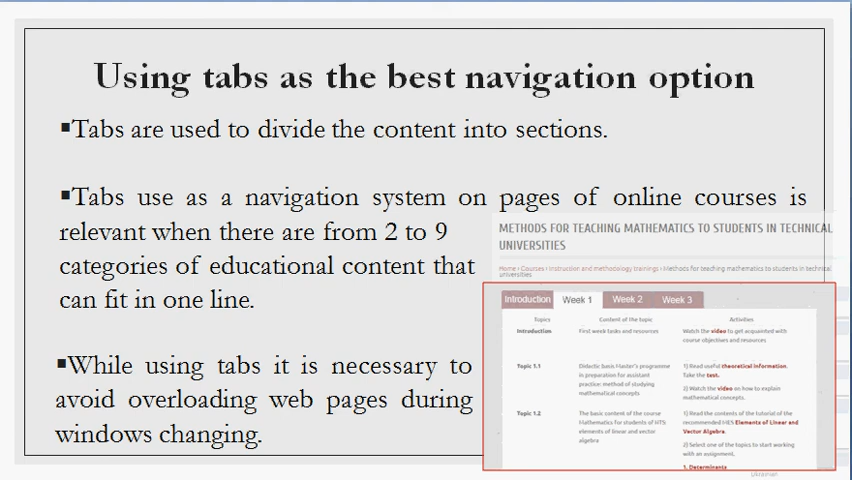 Using tabs as the best navigation option
▪Tabs are used to divide the content into sections.
▪Tabs use as a navigation system on pages of online courses is
relevant when there are from 2 to 9
categories of educational content that
can fit in one line.
▪While using tabs it is necessary to
avoid overloading web pages during
windows changing.
METHODS FOR TEACHING MATHEMATICS TO STUDENTS IN TECHNICAL
UNIVERSITIES
Home › Courses › Instruction and methodology trainings › Methods for teaching mathematics to students in technical
universities
Introduction Week 1 Week 2 Week 3
Topics Content of the topic Activities
Introduction First week tasks and resources Watch the video to get acquainted with
course objectives and resources
Topic 1.1 Didactic basis Master's programme 1) Read useful theoretical information.
in preparation for assistant Take the test.
practice: method of studying
mathematical concepts 2) Watch the video on how to explain
mathematical concepts.
Topic 1.2 The basic content of the course 1) Read the contents of the tutorial of the
Mathematics for students of HTS: recommended MES Elements of Linear and
elements of linear and vector Vector Algebra.
algebra
2) Select one of the topics to start working
with an assignment.
1. Determinants
Ukrainian